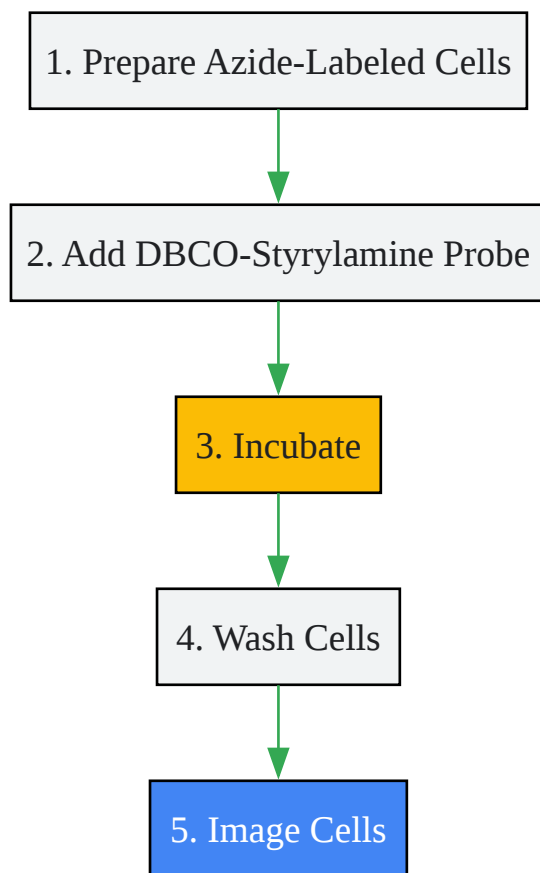 1. Prepare Azide-Labeled Cells
2. Add DBCO-Styrylamine Probe
3. Incubate
4. Wash Cells
5. Image Cells